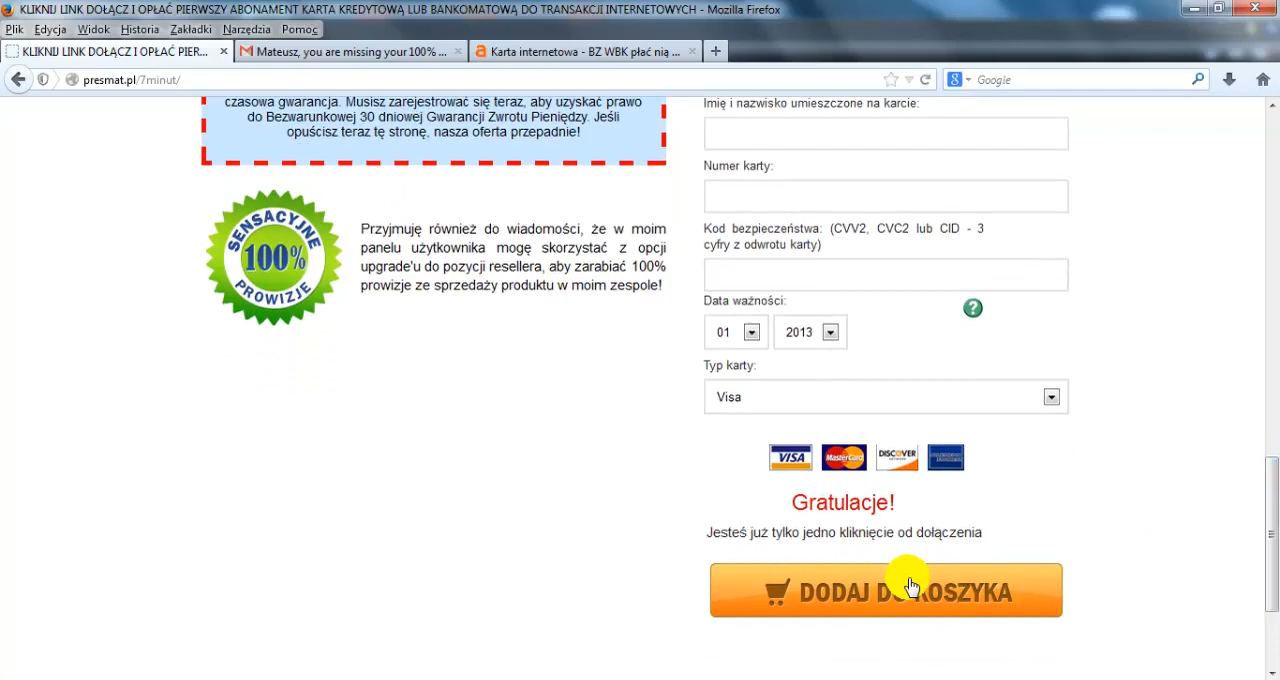 KLIKNIJ LINK DOŁĄCZ I OPŁAĆ PIERWSZY ABONAMENT KARTA KREDYTOWĄ LUB BANKOMATOWĄ DO TRANSAKCJI INTERNETOWYCH - Mozilla Firefox
Plik Edycja Widok Historia Zakładki Narzędzia Pomoc
KLIKNIJ LINK DOŁĄCZ I OPŁAĆ PIER... × Mateusz, you are missing your 100% ... × Karta internetowa - BZ WBK płać nią ... × +
presmat.pl/7minut/
Google
czasowa gwarancja. Musisz zarejestrować się teraz, aby uzyskać prawo
do Bezwarunkowej 30 dniowej Gwarancji Zwrotu Pieniędzy. Jeśli
opuścisz teraz tę stronę, nasza oferta przepadnie!
SENSACYJNE
100%
PROWIZJE
Przyjmuję również do wiadomości, że w moim
panelu użytkownika mogę skorzystać z opcji
upgrade'u do pozycji resellera, aby zarabiać 100%
prowizje ze sprzedaży produktu w moim zespole!
Imię i nazwisko umieszczone na karcie:
Numer karty:
Kod bezpieczeństwa: (CVV2, CVC2 lub CID - 3
cyfry z odwrotu karty)
Data ważności:
?
01 2013
Typ karty:
Visa
VISA MasterCard DISCOVER
Gratulacje!
Jesteś już tylko jedno kliknięcie od dołączenia
DODAJ DO KOSZYKA